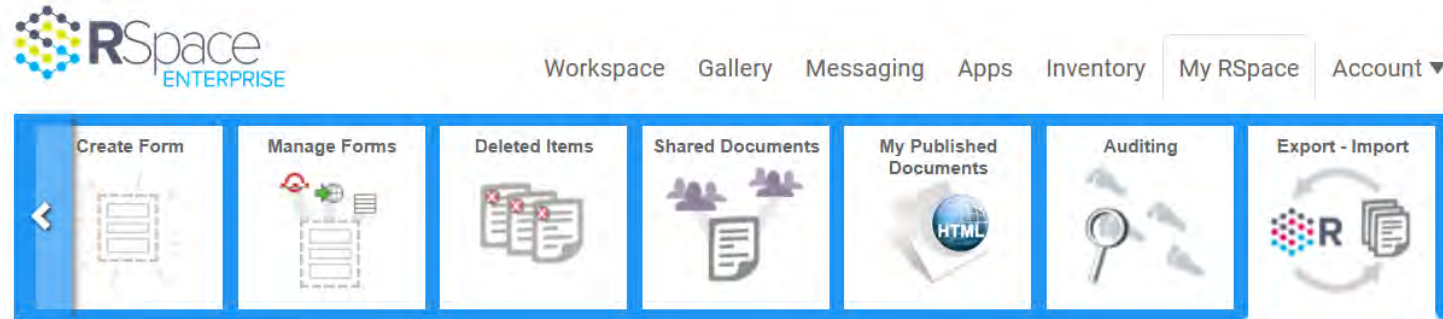 RSpace
ENTERPRISE
Workspace Gallery Messaging Apps Inventory My RSpace Account ▼
Create Form Manage Forms Deleted Items Shared Documents My Published Documents Auditing Export - Import
HTML
R